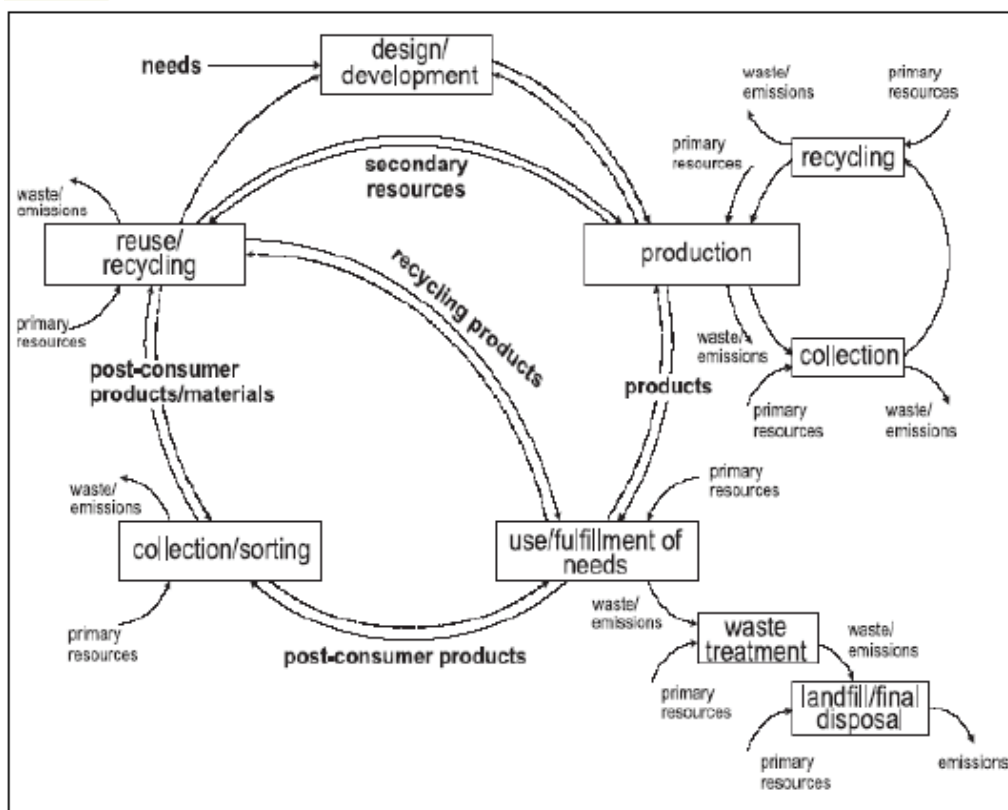 needs
design/
development
waste/
emissions
primary
resources
primary
resources
recycling
secondary
resources
waste/
emissions
reuse/
recycling
production
recycling products
primary
resources
waste/
emissions
collection
post-consumer
products/materials
products
primary
resources
waste/
emissions
primary
resources
waste/
emissions
collection/sorting
use/fulfillment of
needs
primary
resources
waste/
emissions
waste
treatment
waste/
emissions
post-consumer products
primary
resources
landfill/final
disposal
primary
resources
emissions